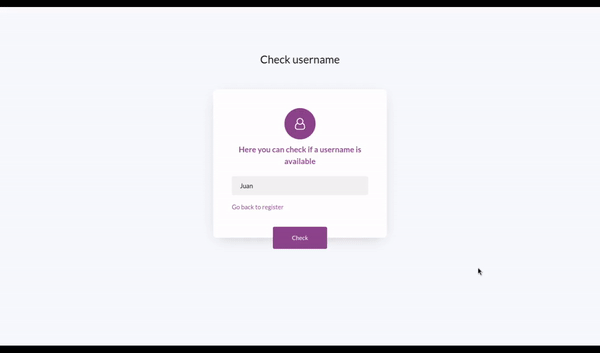 Check username
Here you can check if a username is
available
Juan
Go back to register
Check